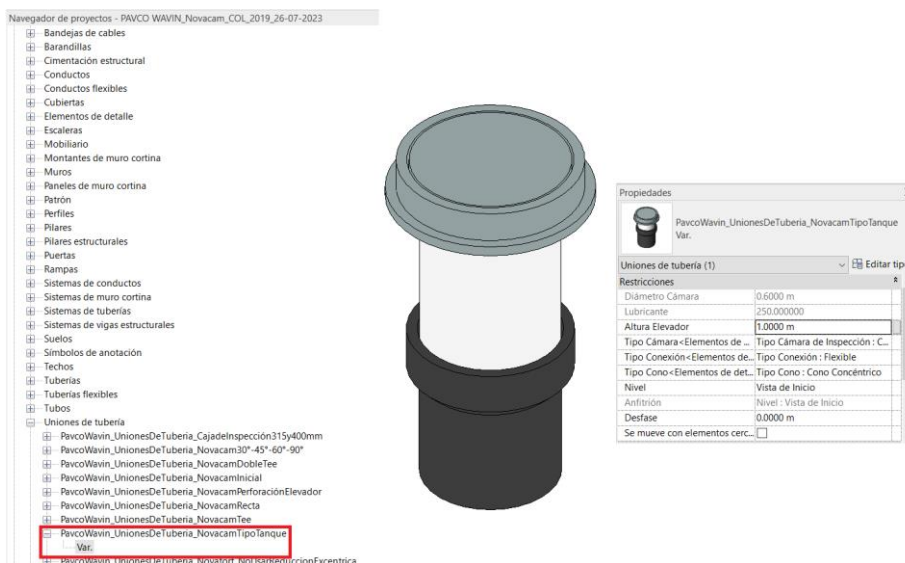 Navegador de proyectos - PAVCO WAVIN_Novacam_COL_2019_26-07-2023
Bandejas de cables
Barandillas
Cimentación estructural
Conductos
Conductos flexibles
Cubiertas
Elementos de detalle
Escaleras
Mobiliario
Montantes de muro cortina
Muros
Paneles de muro cortina
Patrón
Perfiles
Pilares
Pilares estructurales
Puertas
Rampas
Sistemas de conductos
Sistemas de muro cortina
Sistemas de tuberías
Sistemas de vigas estructurales
Suelos
Símbolos de anotación
Techos
Tuberías
Tuberías flexibles
Tubos
Uniones de tubería
PavcoWavin_UnionesDeTuberia_CajadeInspección315y400mm
PavcoWavin_UnionesDeTuberia_Novacam30°-45°-60°-90°
PavcoWavin_UnionesDeTuberia_NovacamDobleTee
PavcoWavin_UnionesDeTuberia_NovacamInicial
PavcoWavin_UnionesDeTuberia_NovacamPerforaciónElevador
PavcoWavin_UnionesDeTuberia_NovacamRecta
PavcoWavin_UnionesDeTuberia_NovacamTee
PavcoWavin_UnionesDeTuberia_NovacamTipoTanque
Var.
PavcoWavin_UnionesDeTuberia_Novafort_NoUsarReduccionExcentrica
Propiedades
PavcoWavin_UnionesDeTuberia_NovacamTipoTanque
Var.
Uniones de tubería (1) Editar tip
Restricciones
Diámetro Cámara 0.6000 m
Lubricante 250.000000
Altura Elevador 1.0000 m
Tipo Cámara<Elementos de ... Tipo Cámara de Inspección : C...
Tipo Conexión<Elementos de... Tipo Conexión : Flexible
Tipo Cono<Elementos de det... Tipo Cono : Cono Concéntrico
Nivel Vista de Inicio
Anfitrión Nivel : Vista de Inicio
Desfase 0.0000 m
Se mueve con elementos cerc...